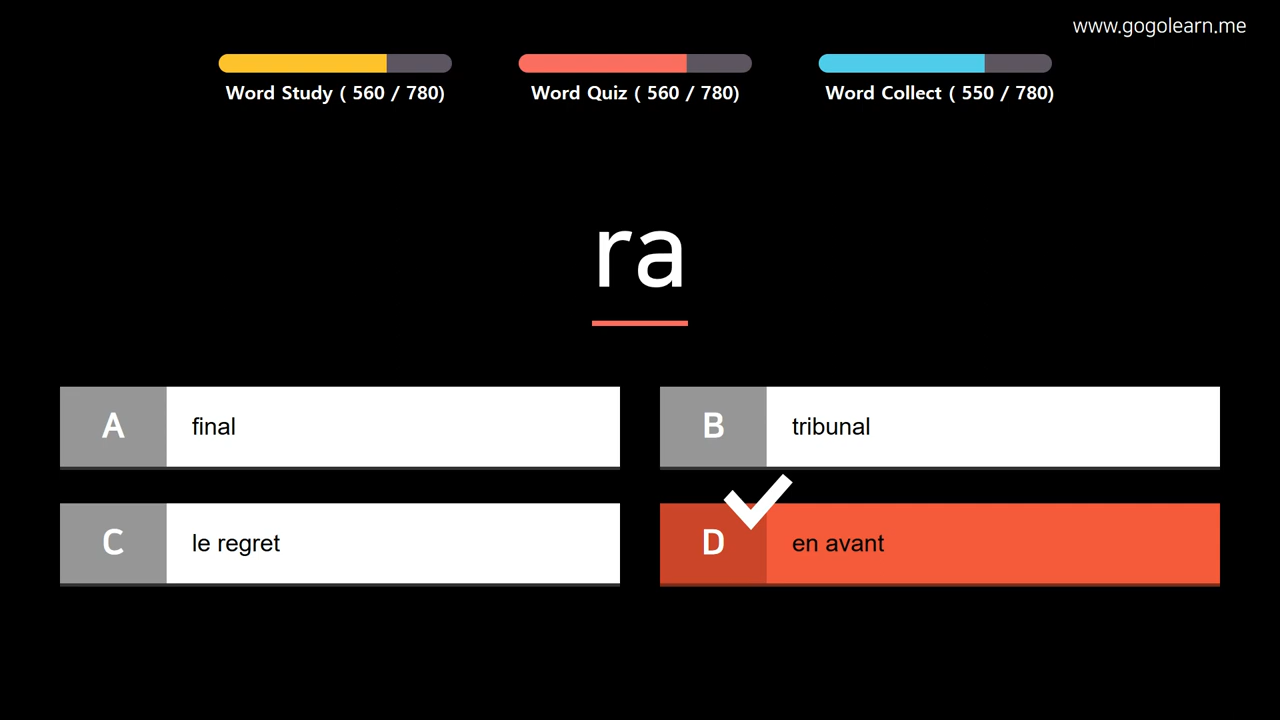 www.gogolearn.me
Word Study ( 560 / 780)
Word Quiz ( 560 / 780)
Word Collect ( 550 / 780)
ra
A final
B tribunal
C le regret
D en avant